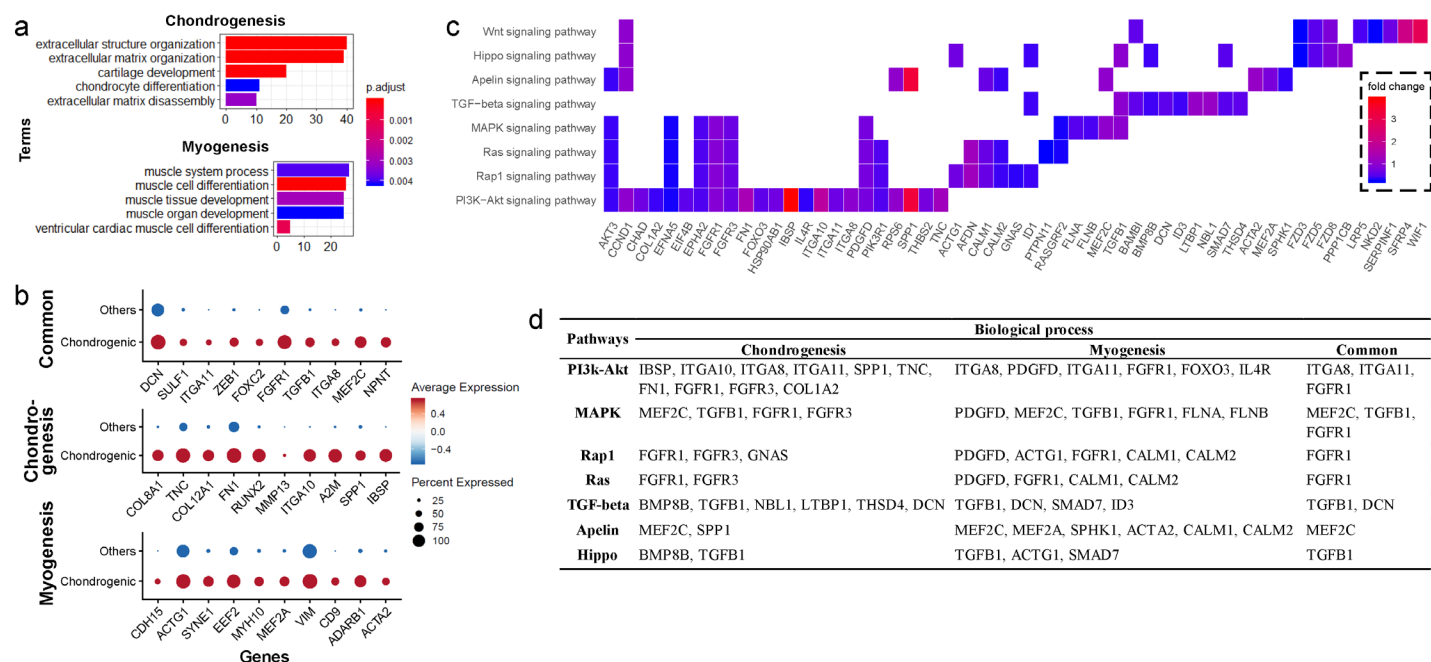 a
Chondrogenesis
extracellular structure organization
extracellular matrix organization
cartilage development
chondrocyte differentiation
extracellular matrix disassembly
0 10 20 30 40
Terms
Myogenesis
muscle system process
muscle cell differentiation
muscle tissue development
muscle organ development
ventricular cardiac muscle cell differentiation
0 10 20
p.adjust
0.001
0.002
0.003
0.004
b
Common
Others
Chondrogenic
DCN SULF1 ITGA11 ZEB1 FOXC2 FGFR1 TGFB1 ITGA8 MEF2C NPNT
Chondro-
genesis
Others
Chondrogenic
COL8A1 TNC COL12A1 FN1 RUNX2 MMP13 ITGA10 A2M SPP1 IBSP
Myogenesis
Others
Chondrogenic
CDH15 ACTG1 SYNE1 EEF2 MYH10 MEF2A VIM CD9 ADARB1 ACTA2
Genes
Average Expression
0.4
0.0
−0.4
Percent Expressed
25
50
75
100
c
Wnt signaling pathway
Hippo signaling pathway
Apelin signaling pathway
TGF−beta signaling pathway
MAPK signaling pathway
Ras signaling pathway
Rap1 signaling pathway
PI3K−Akt signaling pathway
AKT3 CCND1 CHAD COL1A2 EFNA5 EIF4B EPHA2 FGFR1 FGFR3 FN1 FOXO3 HSP90AB1 IBSP IL4R ITGA10 ITGA11 ITGA8 PDGFD PIK3R1 RPS6 SPP1 THBS2 TNC ACTG1 AFDN CALM1 CALM2 GNAS ID1 PTPN11 RASGRF2 FLNA FLNB MEF2C TGFB1 BAMBI BMP8B DCN ID3 LTBP1 NBL1 SMAD7 THSD4 ACTA2 MEF2A SPHK1 FZD3 FZD5 FZD8 PPP1CB LRP5 NKD2 SERPINF1 SFRP4 WIF1
fold change
3
2
1
d
Pathways Biological process
Chondrogenesis Myogenesis Common
PI3k-Akt IBSP, ITGA10, ITGA8, ITGA11, SPP1, TNC, ITGA8, PDGFD, ITGA11, FGFR1, FOXO3, IL4R ITGA8, ITGA11,
FN1, FGFR1, FGFR3, COL1A2 FGFR1
MAPK MEF2C, TGFB1, FGFR1, FGFR3 PDGFD, MEF2C, TGFB1, FGFR1, FLNA, FLNB MEF2C, TGFB1,
FGFR1
Rap1 FGFR1, FGFR3, GNAS PDGFD, ACTG1, FGFR1, CALM1, CALM2 FGFR1
Ras FGFR1, FGFR3 PDGFD, FGFR1, CALM1, CALM2 FGFR1
TGF-beta BMP8B, TGFB1, NBL1, LTBP1, THSD4, DCN TGFB1, DCN, SMAD7, ID3 TGFB1, DCN
Apelin MEF2C, SPP1 MEF2C, MEF2A, SPHK1, ACTA2, CALM1, CALM2 MEF2C
Hippo BMP8B, TGFB1 TGFB1, ACTG1, SMAD7 TGFB1